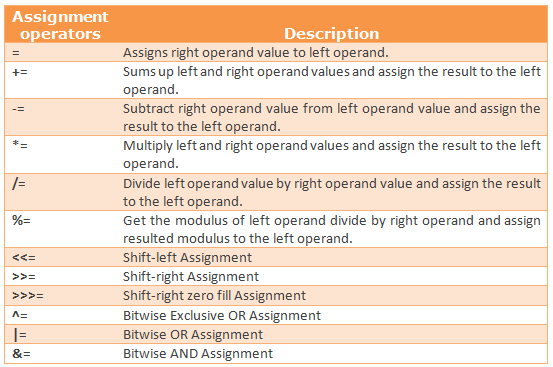 Assignment
operators Description
= Assigns right operand value to left operand.
+= Sums up left and right operand values and assign the result to the left
operand.
-= Subtract right operand value from left operand value and assign the
result to the left operand.
*= Multiply left and right operand values and assign the result to the left
operand.
/= Divide left operand value by right operand value and assign the result
to the left operand.
%= Get the modulus of left operand divide by right operand and assign
resulted modulus to the left operand.
<<= Shift-left Assignment
>>= Shift-right Assignment
>>>= Shift-right zero fill Assignment
^= Bitwise Exclusive OR Assignment
|= Bitwise OR Assignment
&= Bitwise AND Assignment